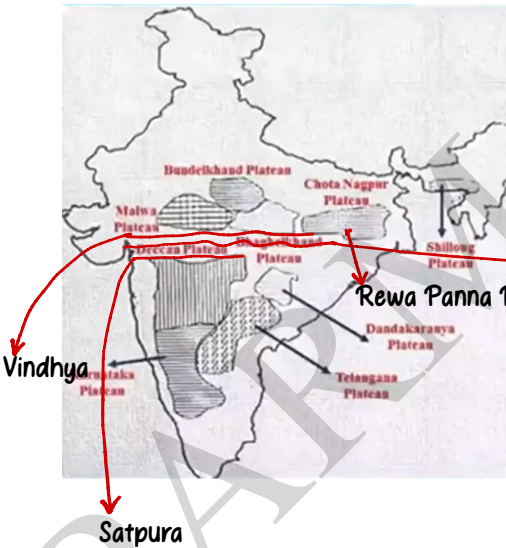 Bundelkhand Plateau
Chota Nagpur
Plateau
Malwa
Plateau
Deccan Plateau
Bhaghelkhand
Plateau
Shillong
Plateau
Rewa Panna
Dandakaranya
Plateau
Vindhya
Plateau
Telangana
Plateau
Satpura